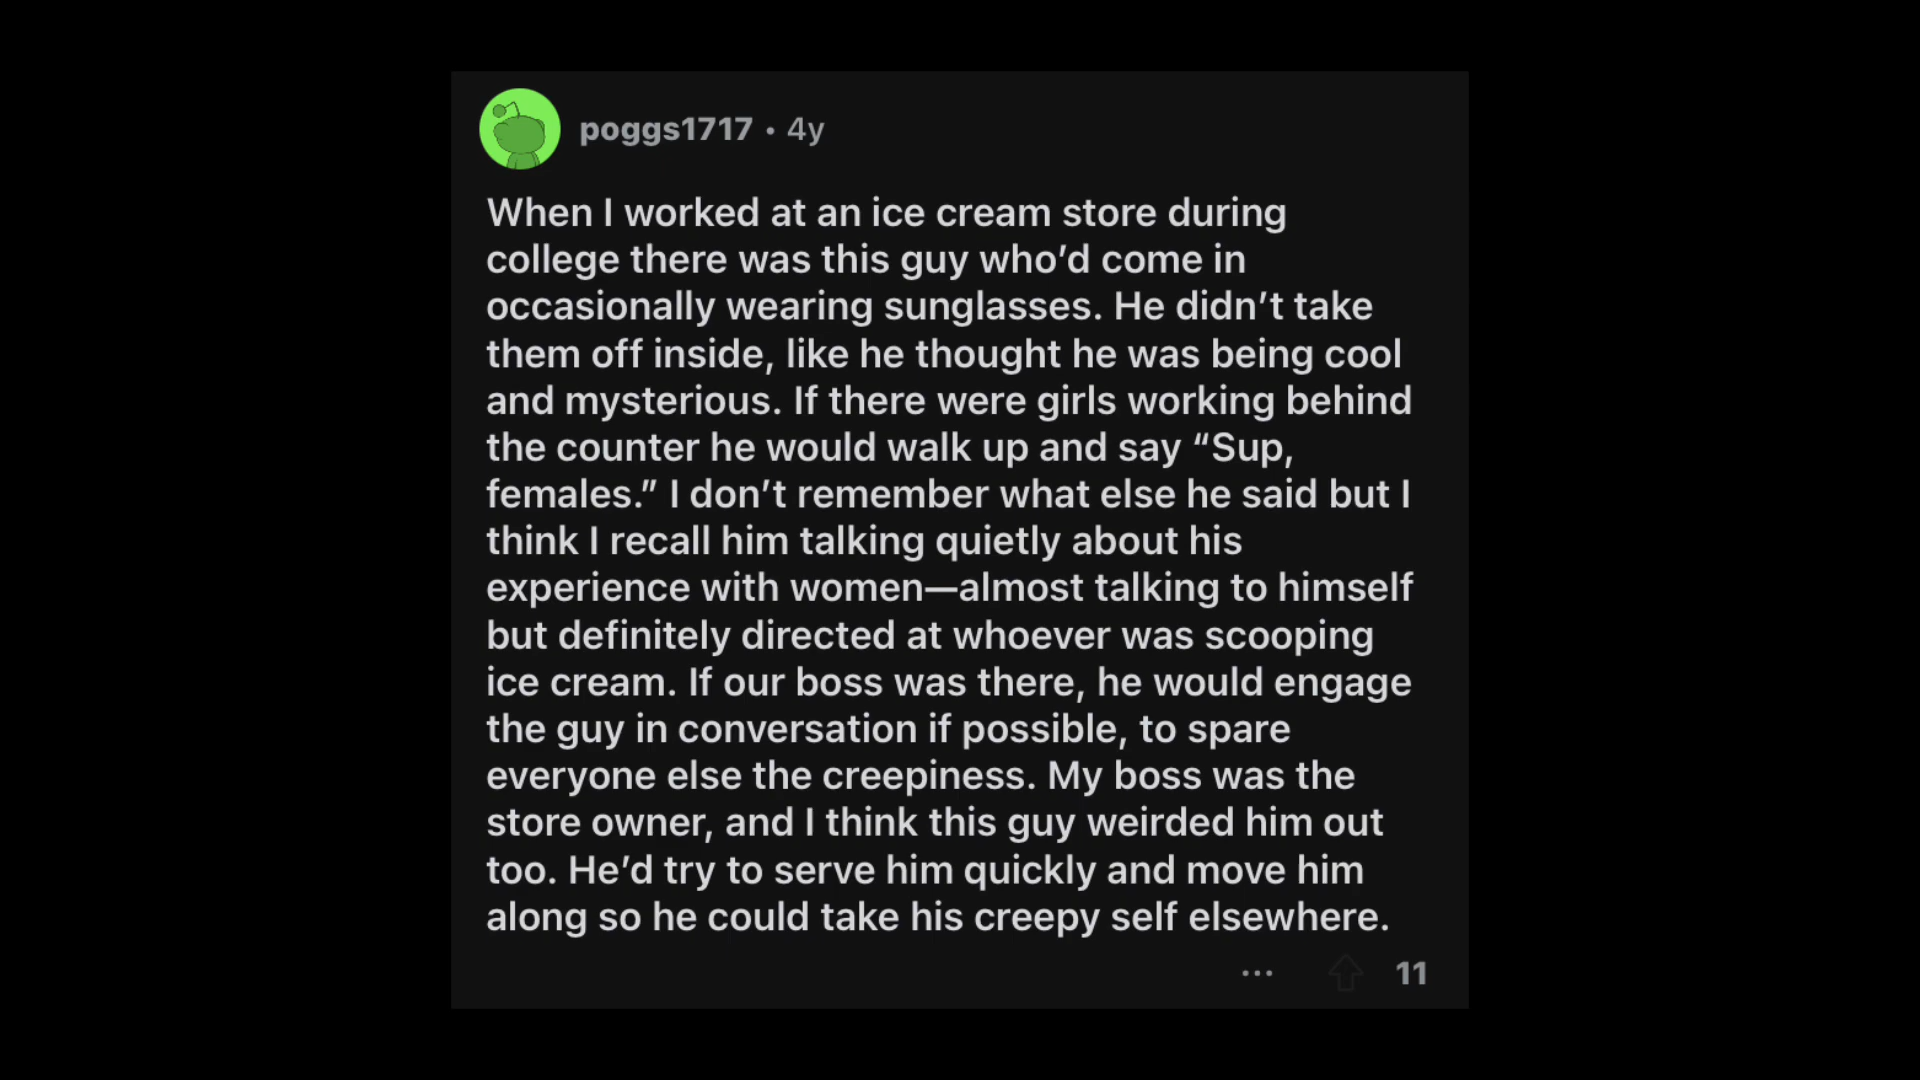 poggs1717 • 4y
When I worked at an ice cream store during
college there was this guy who’d come in
occasionally wearing sunglasses. He didn’t take
them off inside, like he thought he was being cool
and mysterious. If there were girls working behind
the counter he would walk up and say “Sup,
females.” I don’t remember what else he said but I
think I recall him talking quietly about his
experience with women—almost talking to himself
but definitely directed at whoever was scooping
ice cream. If our boss was there, he would engage
the guy in conversation if possible, to spare
everyone else the creepiness. My boss was the
store owner, and I think this guy weirded him out
too. He’d try to serve him quickly and move him
along so he could take his creepy self elsewhere.
... 11